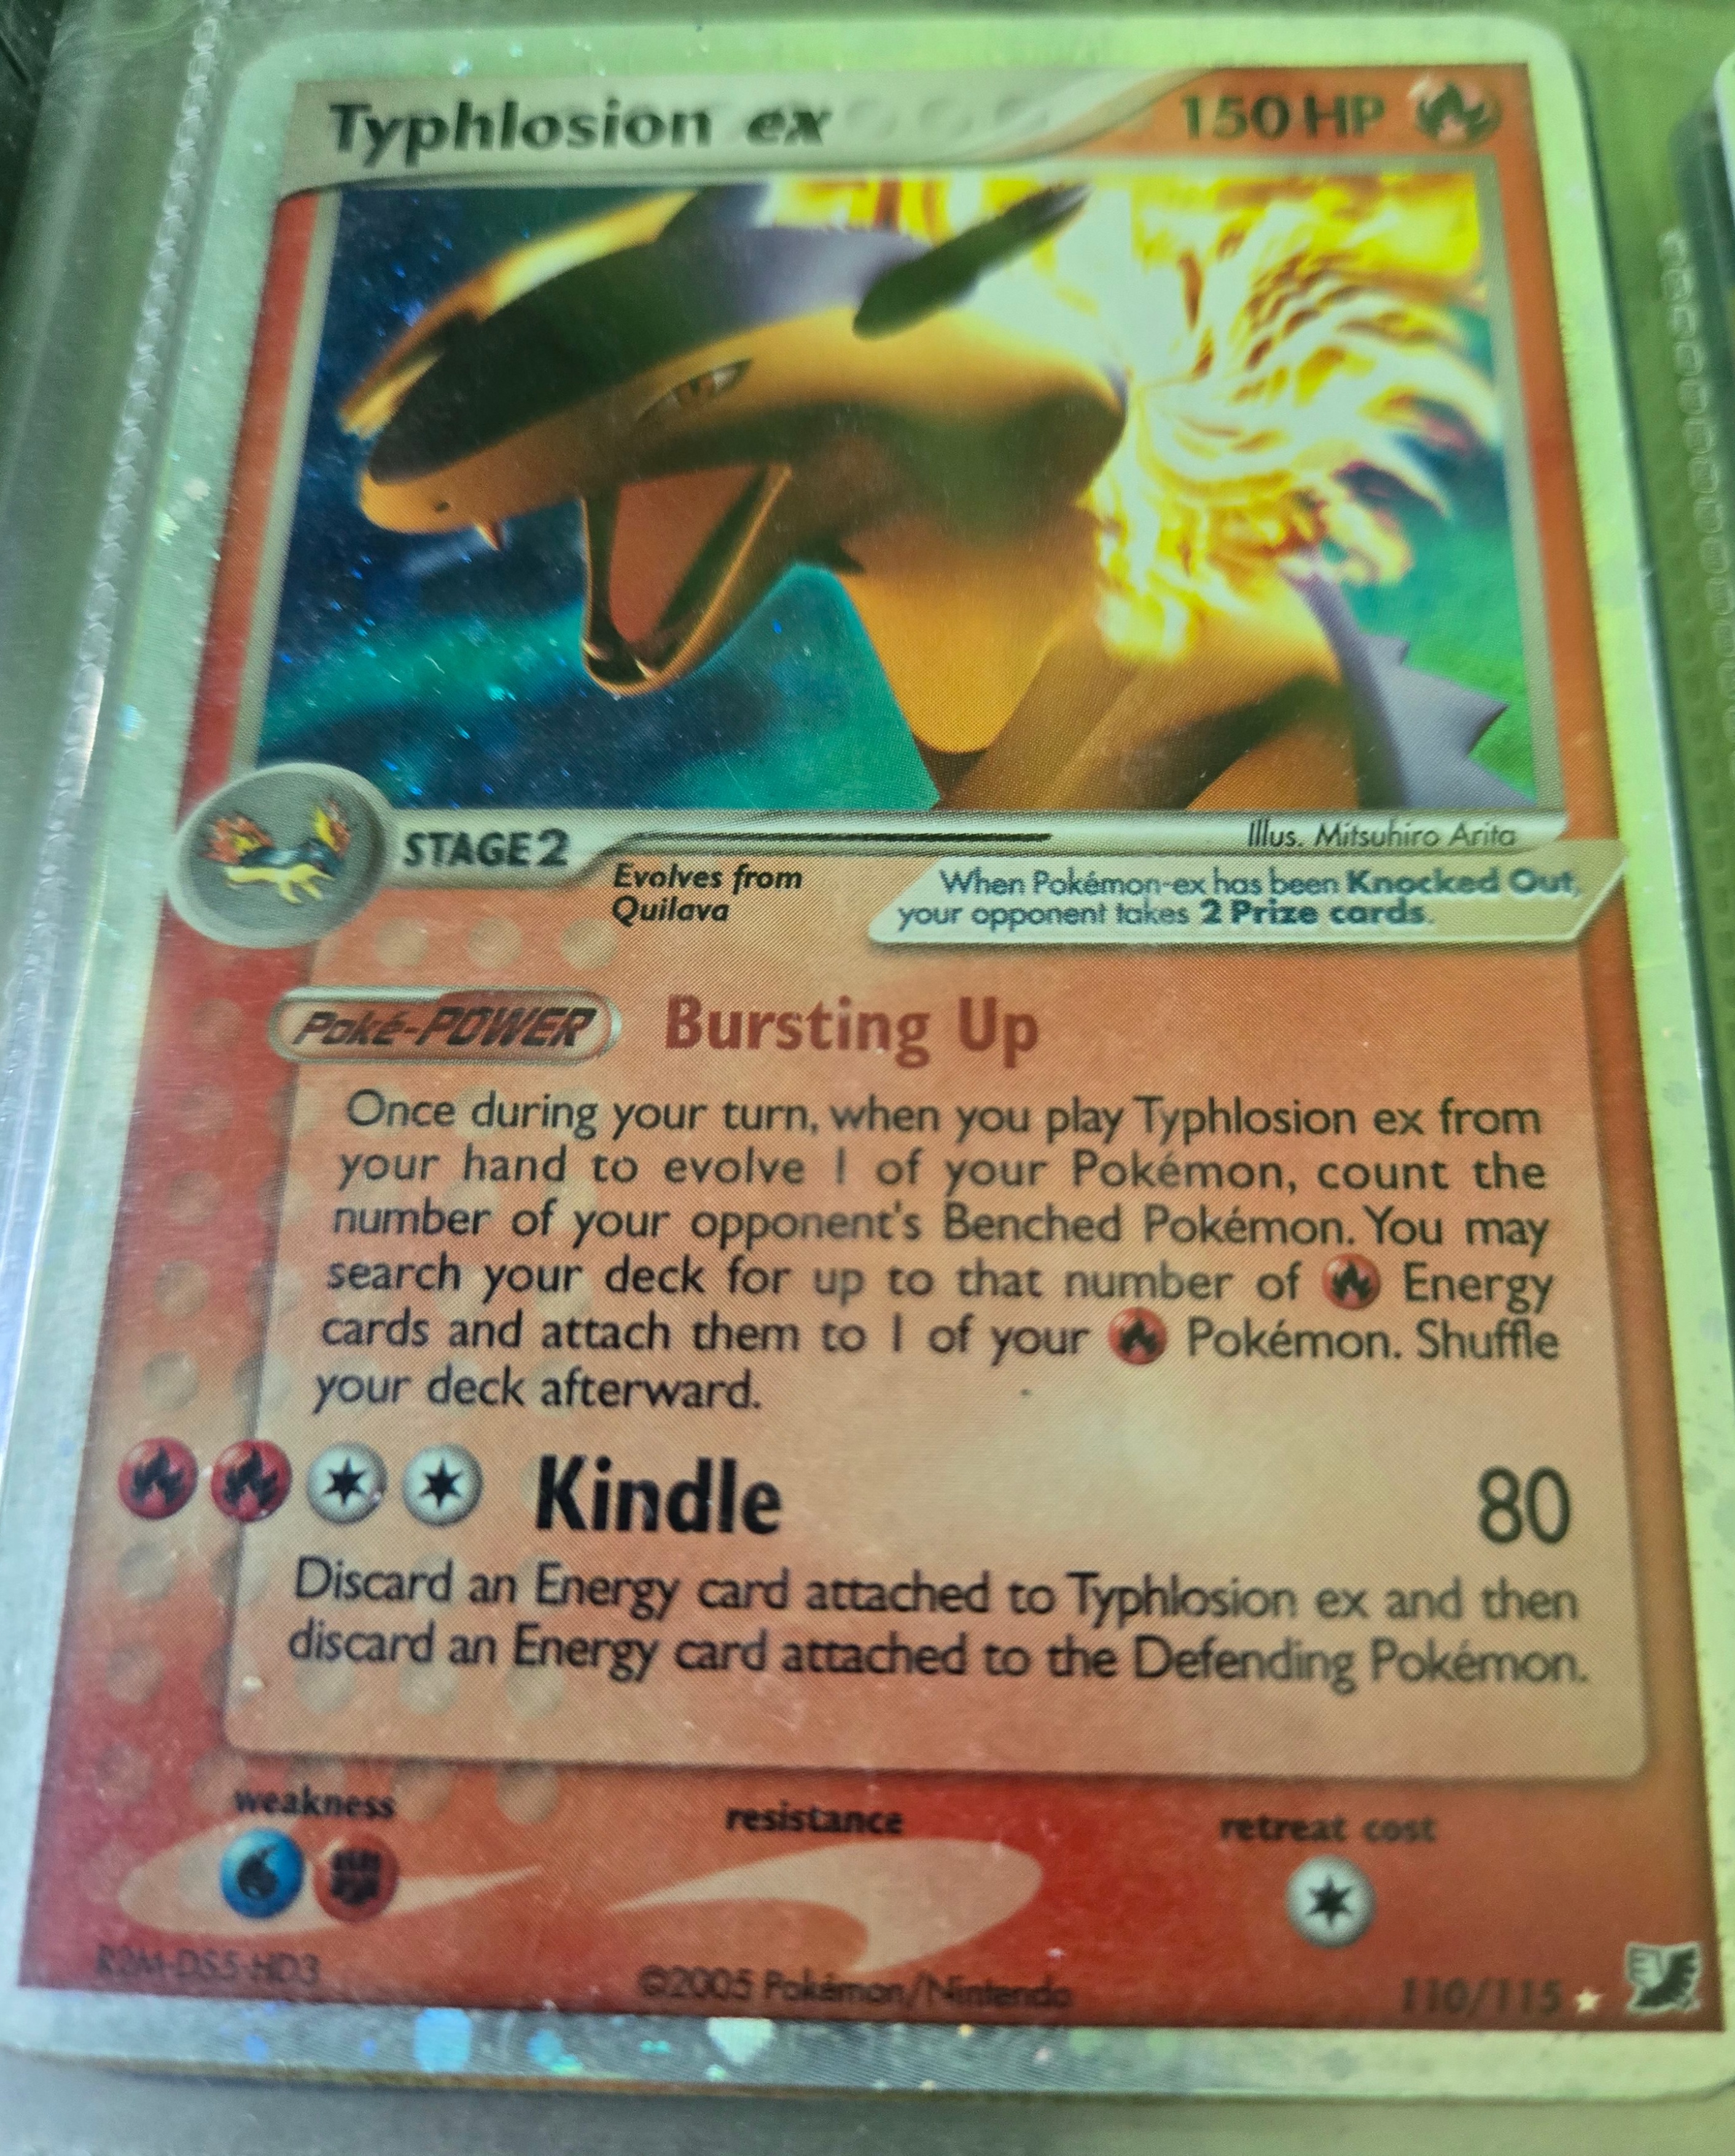 Typhlosion ex 150 HP
STAGE 2
Illus. Mitsuhiro Arita
Evolves from
Quilava
When Pokémon-ex has been Knocked Out,
your opponent takes 2 Prize cards.
Poké-POWER Bursting Up
Once during your turn, when you play Typhlosion ex from
your hand to evolve 1 of your Pokémon, count the
number of your opponent's Benched Pokémon. You may
search your deck for up to that number of Energy
cards and attach them to 1 of your Pokémon. Shuffle
your deck afterward.
Kindle 80
Discard an Energy card attached to Typhlosion ex and then
discard an Energy card attached to the Defending Pokémon.
weakness resistance retreat cost
R2M-DS5-HD3 ©2005 Pokémon/Nintendo 110/115
EX